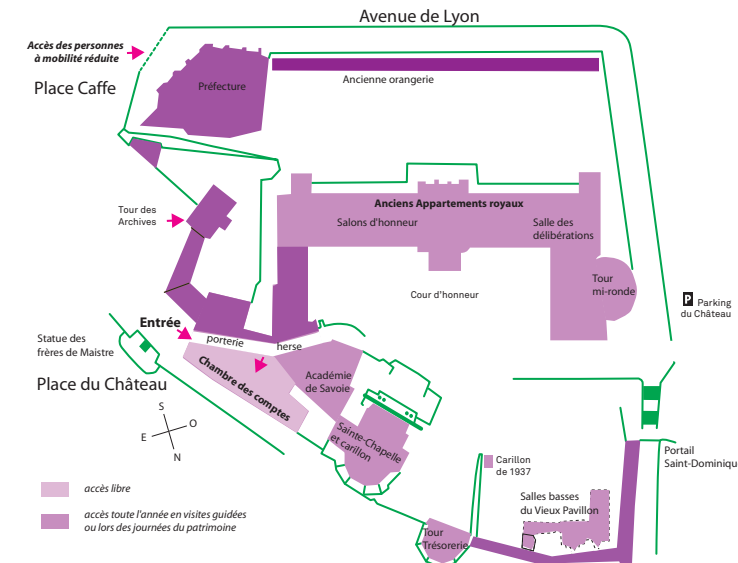 Avenue de Lyon
Accès des personnes
à mobilité réduite
Place Caffe
Préfecture
Ancienne orangerie
Tour des
Archives
Anciens Appartements royaux
Salons d'honneur
Salle des
délibérations
Tour
mi-ronde
Cour d'honneur
P Parking
du Château
Entrée
porterie
herse
Statue des
frères de Maistre
Chambre des comptes
Académie
de Savoie
Place du Château
S
E
O
N
Sainte-Chapelle
et carillon
Carillon
de 1937
Portail
Saint-Dominiqu
Salles basses
du Vieux Pavillon
Tour
Trésorerie
accès libre
accès toute l'année en visites guidées
ou lors des journées du patrimoine